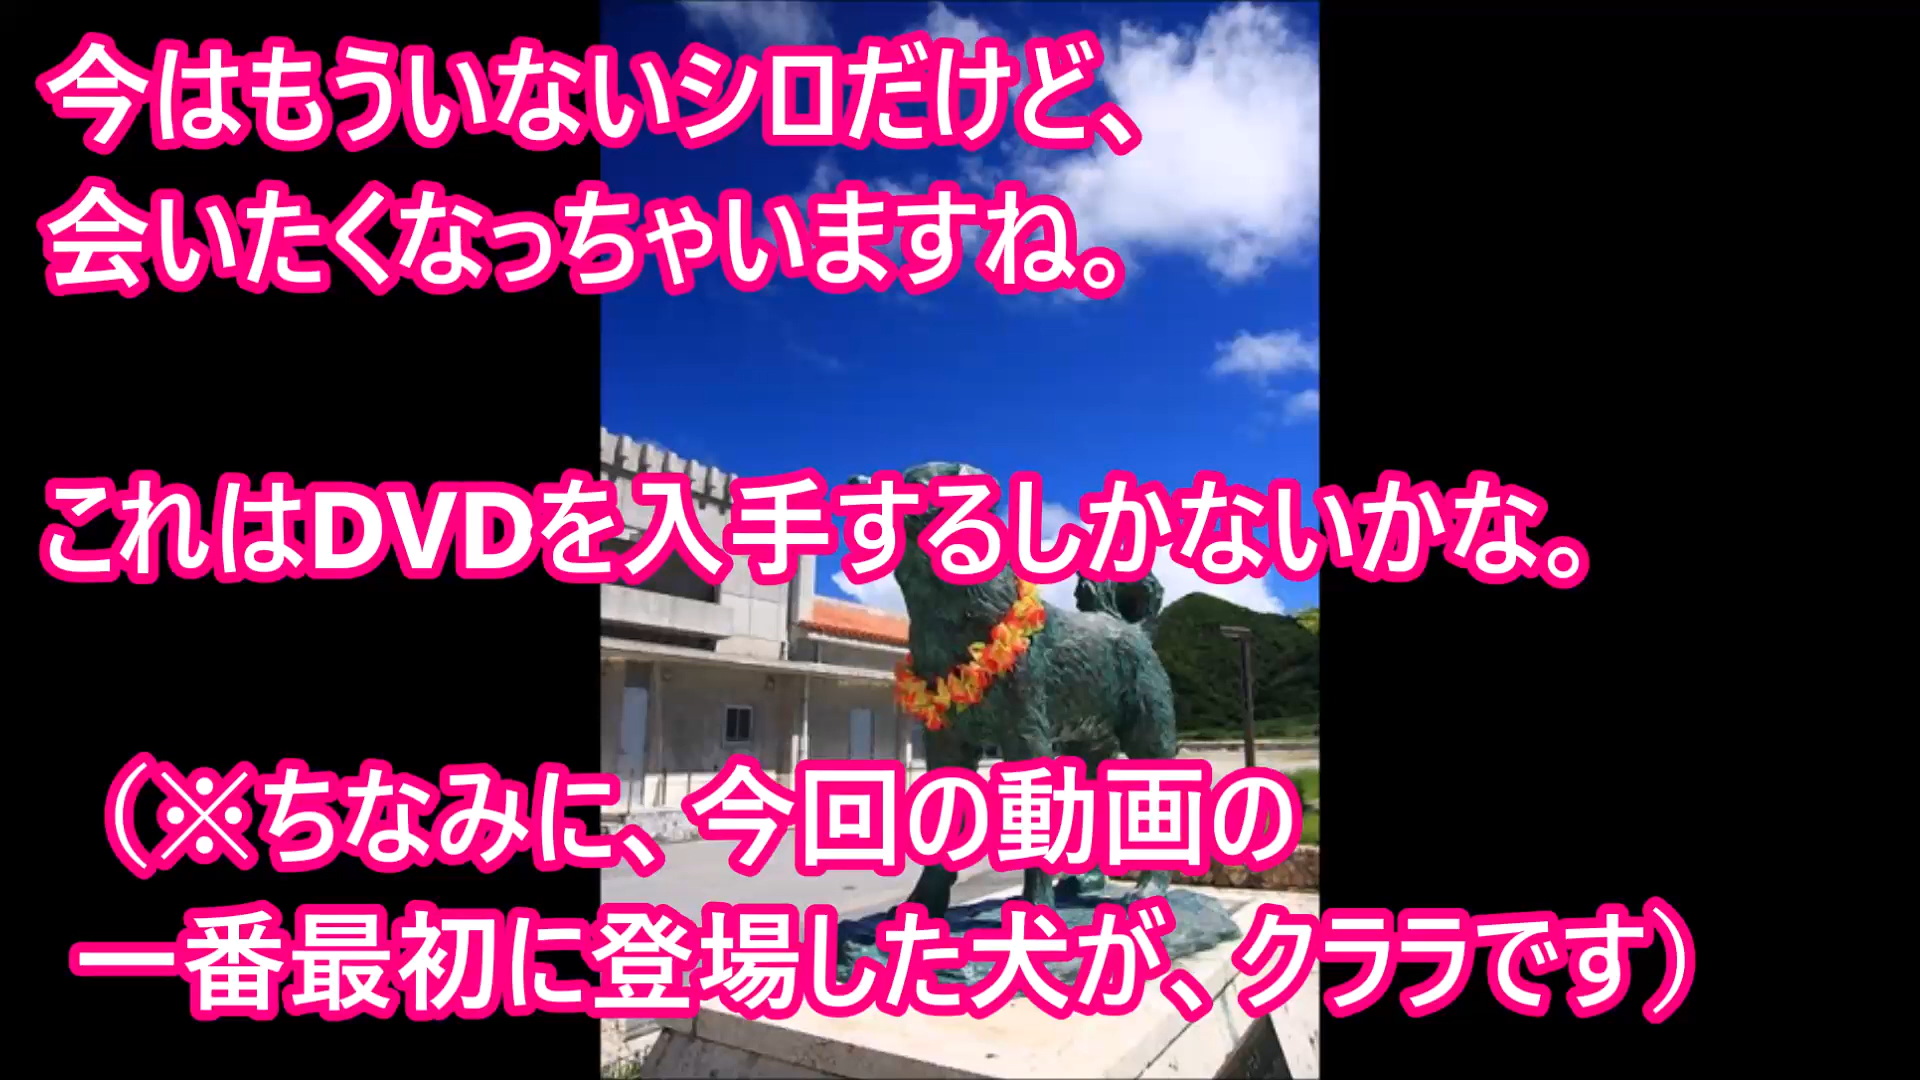 今はもういないシロだけど、
会いたくなっちゃいますね。
これはDVDを入手するしかないかな。
（※ちなみに、今回の動画の
一番最初に登場した犬が、クララです）